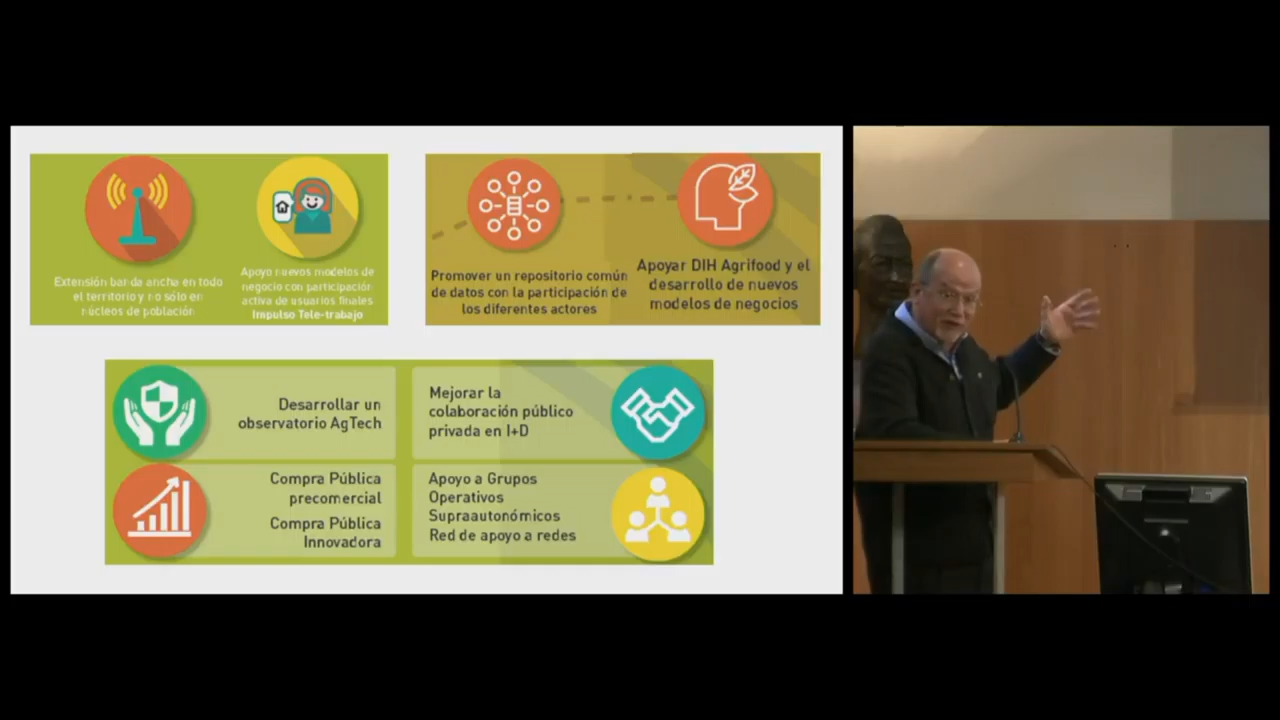 Extensión banda ancha en todo
el territorio y no sólo en
núcleos de población
Apoyo nuevos modelos de
negocio con participación
activa de usuarios finales
Impulso Tele-trabajo
Promover un repositorio común
de datos con la participación de
los diferentes actores
Apoyar DIH Agrifood y el
desarrollo de nuevos
modelos de negocios
Desarrollar un
observatorio AgTech
Mejorar la
colaboración público
privada en I+D
Compra Pública
precomercial
Compra Pública
Innovadora
Apoyo a Grupos
Operativos
Supraautonómicos
Red de apoyo a redes